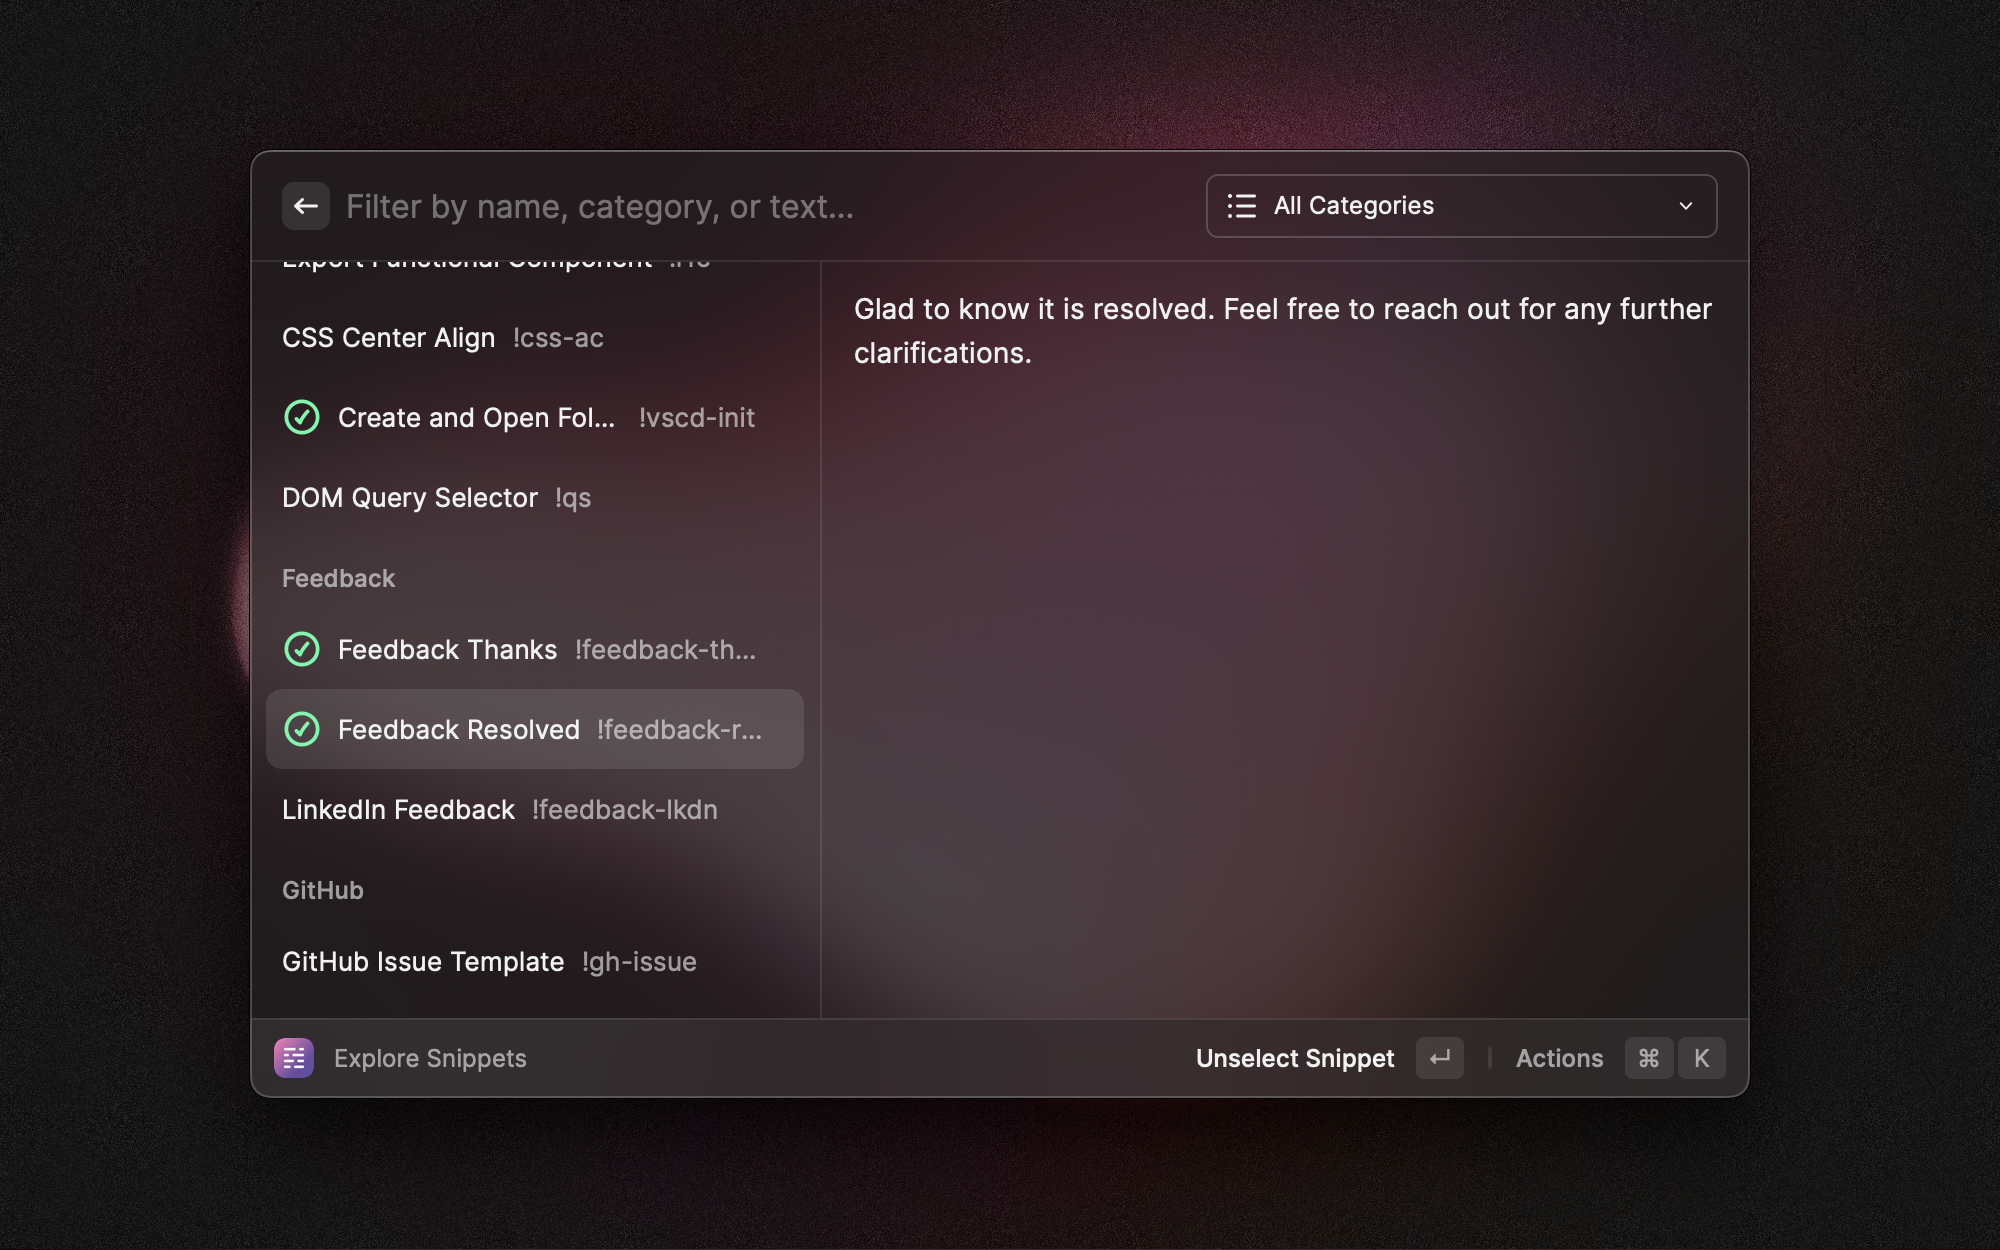 Filter by name, category, or text...
All Categories
Export Functional Component
CSS Center Align !css-ac
Create and Open Fol... !vscd-init
DOM Query Selector !qs
Feedback
Feedback Thanks !feedback-th...
Feedback Resolved !feedback-r...
LinkedIn Feedback !feedback-lkdn
GitHub
GitHub Issue Template !gh-issue
Glad to know it is resolved. Feel free to reach out for any further
clarifications.
Explore Snippets
Unselect Snippet
Actions ⌘ K